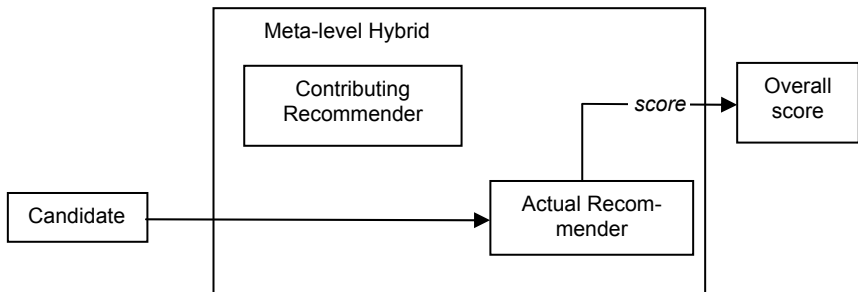 Meta-level Hybrid
Contributing
Recommender
score
Overall
score
Candidate
Actual Recom-
mender